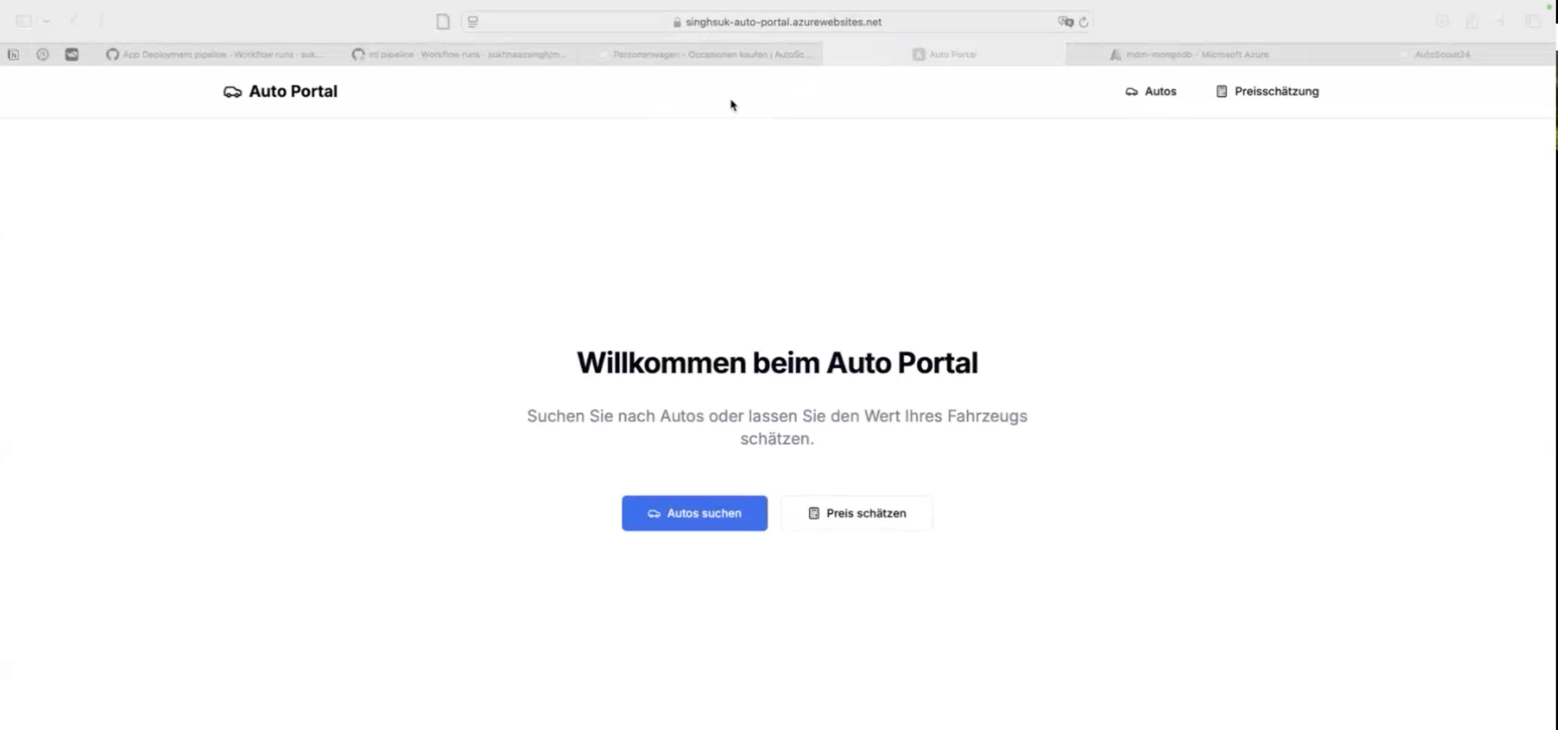 singhsuk-auto-portal.azurewebsites.net
App Deployment pipeline · Workflow runs · suk...
ml pipeline · Workflow runs · sukhnaazsingh/m...
Personenwagen - Occasionen kaufen | AutoSc...
Auto Portal
mdm-mongodb - Microsoft Azure
AutoScout24
Auto Portal
Autos
Preisschätzung
Willkommen beim Auto Portal
Suchen Sie nach Autos oder lassen Sie den Wert Ihres Fahrzeugs
schätzen.
Autos suchen
Preis schätzen